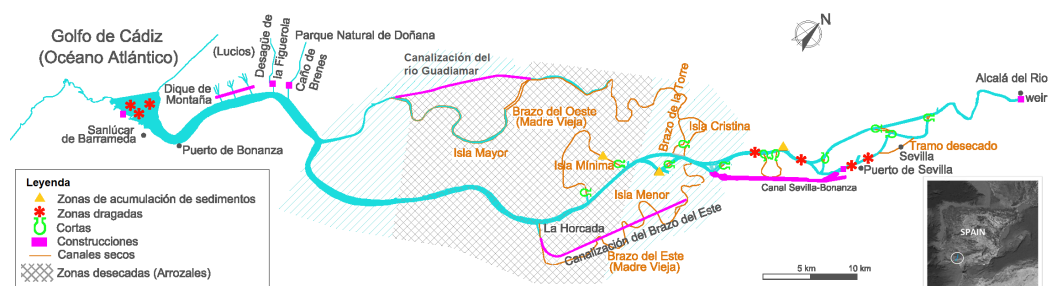 Golfo de Cádiz
(Océano Atlántico)
(Lucios)
Desagüe de
la Figuerola
Caño de
Brenes
Parque Natural de Doñana
Dique de
Montaña
Sanlúcar
de Barrameda
Puerto de Bonanza
Canalización del
río Guadiamar
Brazo del Oeste
(Madre Vieja)
Isla Mayor
Brazo de la Torre
Isla Cristina
Isla Mínima
Isla Menor
La Horcada
Canalización del Brazo del Este
Brazo del Este
(Madre Vieja)
N
Alcalá del Rio
weir
Tramo desecado
Sevilla
Puerto de Sevilla
Canal Sevilla-Bonanza
Leyenda
Zonas de acumulación de sedimentos
Zonas dragadas
Cortas
Construcciones
Canales secos
Zonas desecadas (Arrozales)
5 km
10 km
SPAIN